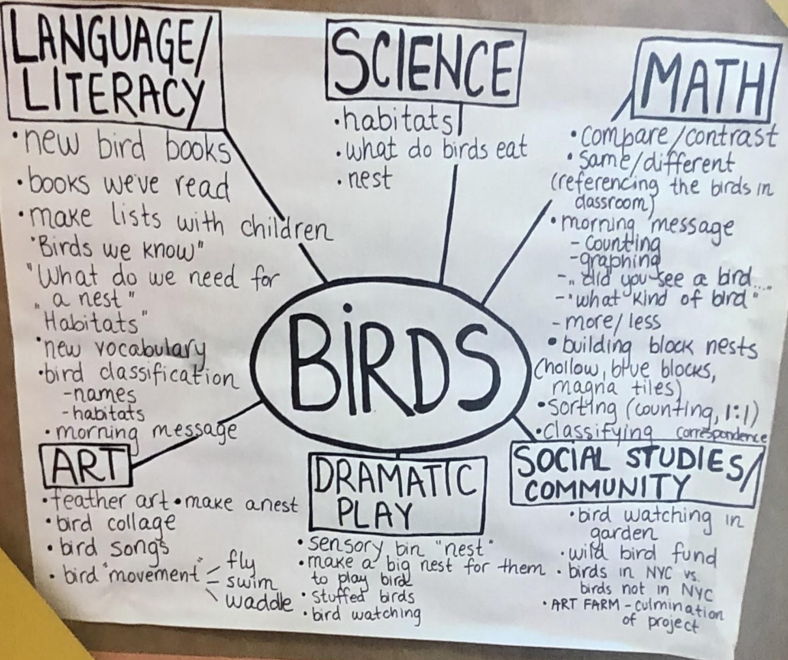 LANGUAGE/
LITERACY
•new bird books
•books we've read
•make lists with children
"Birds we know"
"What do we need for
a nest"
"Habitats"
•new vocabulary
•bird classification
-names
-habitats
•morning message
SCIENCE
•habitats
•what do birds eat
•nest
MATH
•compare/contrast
•same/different
(referencing the birds in
classroom)
•morning message
-counting
-graphing
-"did you see a bird..."
-"what kind of bird"
-more/less
•building block nests
(hollow, blue blocks,
magna tiles)
•sorting (counting, 1:1)
•classifying correspondence
BiRDS
ART
•feather art •make a nest
•bird collage
•bird songs
•bird "movement" fly
swim
waddle
DRAMATIC
PLAY
•sensory bin "nest"
•make a big nest for them
to play bird
•stuffed birds
•bird watching
SOCIAL STUDIES/
COMMUNITY
•bird watching in
garden
•wild bird fund
•birds in NYC vs.
birds not in NYC
•ART FARM - culmination
of project